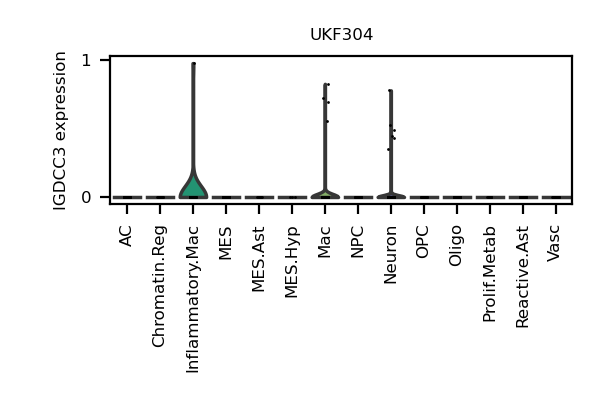 UKF304
IGDCC3 expression
1
0
AC
Chromatin.Reg
Inflammatory.Mac
MES
MES.Ast
MES.Hyp
Mac
NPC
Neuron
OPC
Oligo
Prolif.Metab
Reactive.Ast
Vasc